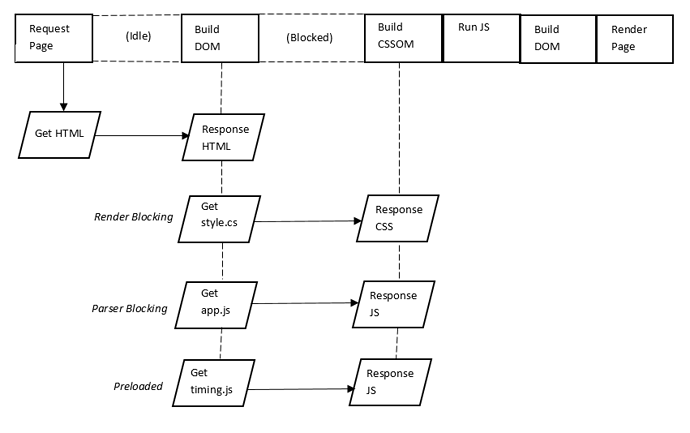 Request
Page
(Idle)
Build
DOM
(Blocked)
Build
CSSOM
Run JS
Build
DOM
Render
Page
Get HTML
Response
HTML
Render Blocking
Get
style.cs
Response
CSS
Parser Blocking
Get
app.js
Response
JS
Preloaded
Get
timing.js
Response
JS